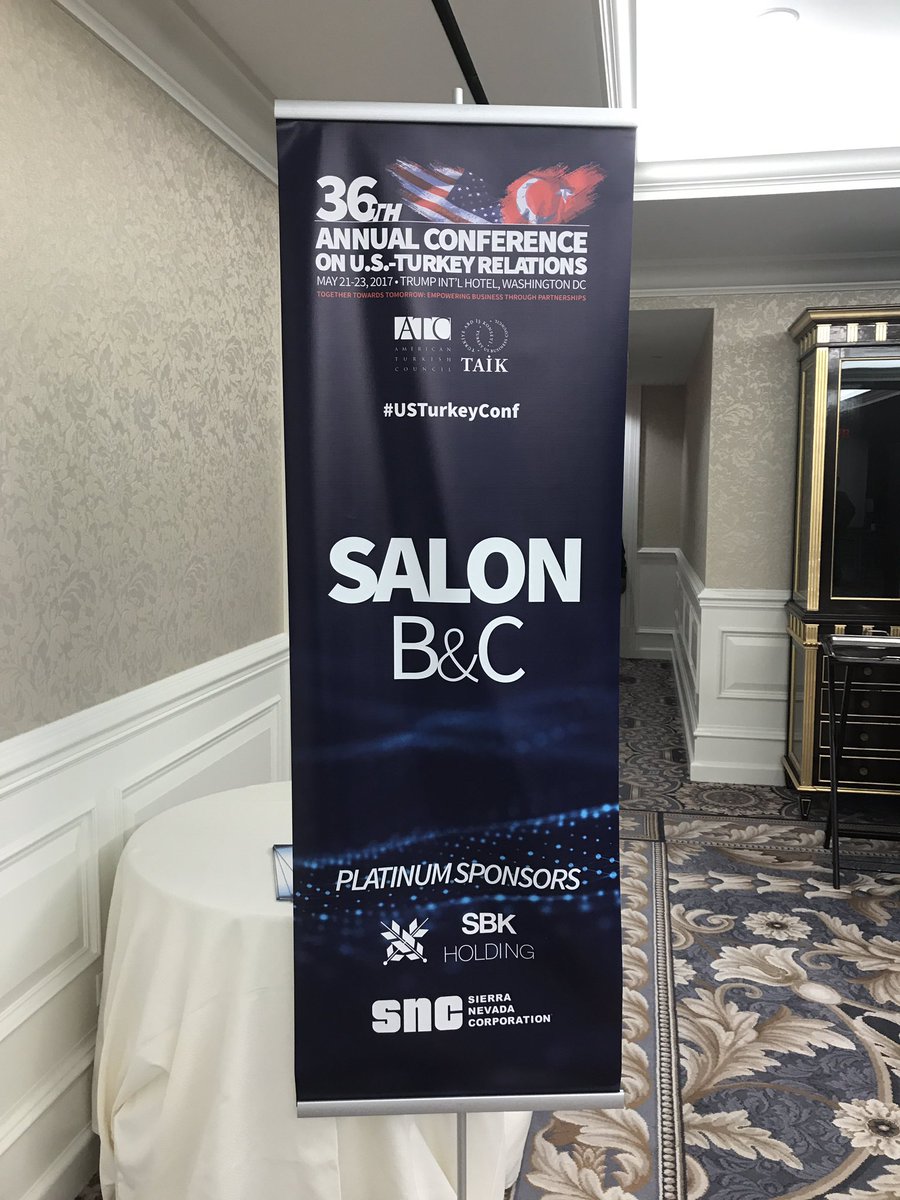 36TH
ANNUAL CONFERENCE
ON U.S.-TURKEY RELATIONS
MAY 21-23, 2017 • TRUMP INT'L HOTEL, WASHINGTON DC
TOGETHER TOWARDS TOMORROW: EMPOWERING BUSINESS THROUGH PARTNERSHIPS
ATC
AMERICAN
TURKISH
COUNCIL
TAİK
#USTurkeyConf
SALON
B&C
PLATINUM SPONSORS
SBK
HOLDING
snc SIERRA
NEVADA
CORPORATION